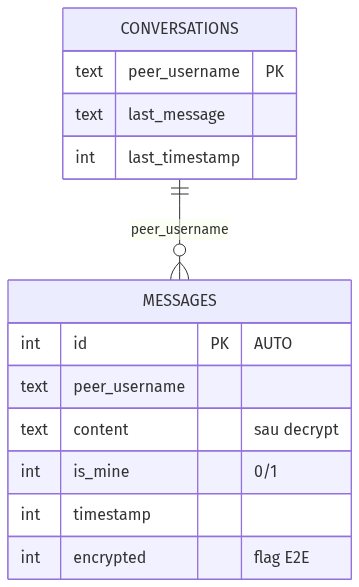 CONVERSATIONS
text peer_username PK
text last_message
int last_timestamp
peer_username
MESSAGES
int id PK AUTO
text peer_username
text content sau decrypt
int is_mine 0/1
int timestamp
int encrypted flag E2E